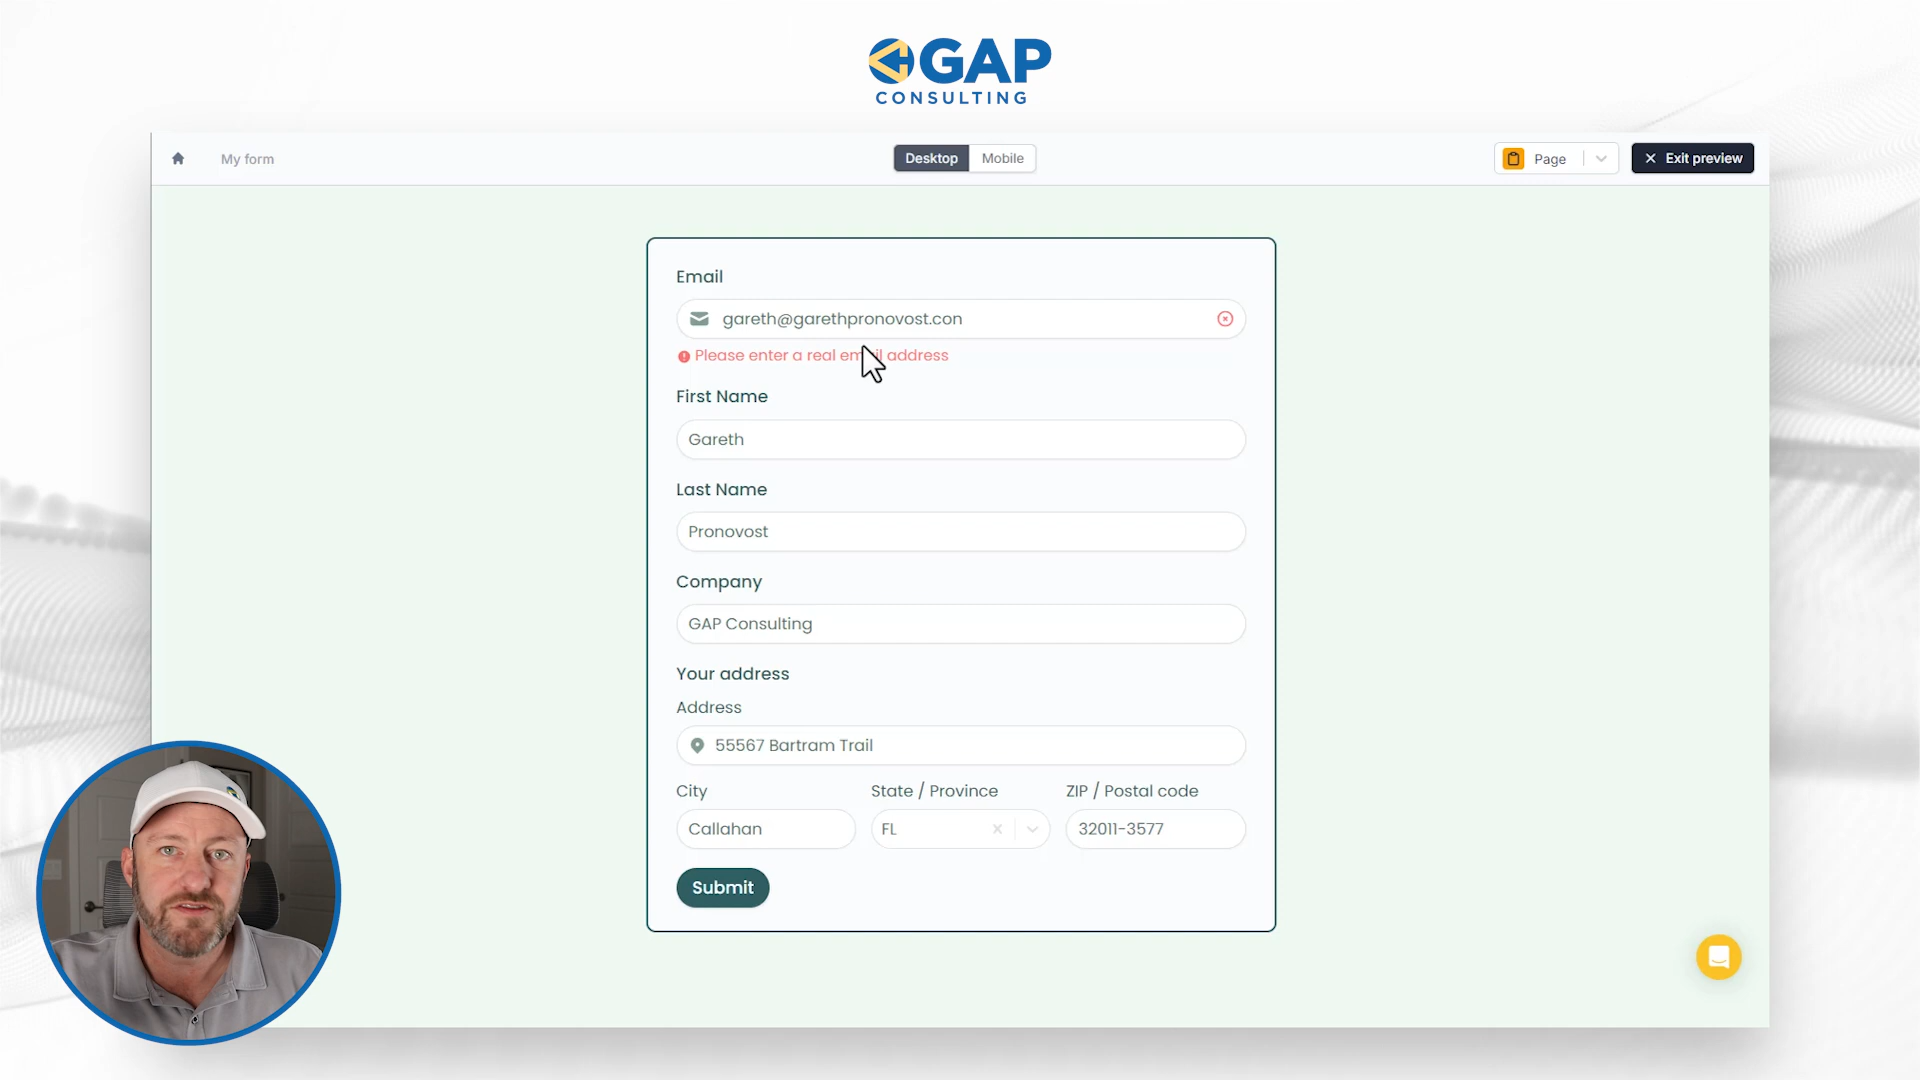 GAP
CONSULTING
My form
Desktop Mobile
Page
Exit preview
Email
gareth@garethpronovost.con
Please enter a real email address
First Name
Gareth
Last Name
Pronovost
Company
GAP Consulting
Your address
Address
55567 Bartram Trail
City State / Province ZIP / Postal code
Callahan FL 32011-3577
Submit